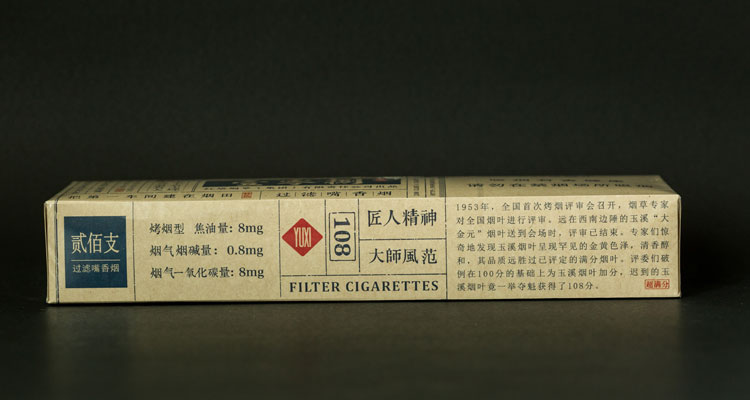 过滤嘴香烟
贰佰支
过滤嘴香烟
烤烟型 焦油量: 8mg
烟气烟碱量: 0.8mg
烟气一氧化碳量: 8mg
YUXI
108
匠人精神
大師風范
FILTER CIGARETTES
1953年，全国首次烤烟评审会召开，烟草专家
对全国烟叶进行评审。远在西南边陲的玉溪“大
金元”烟叶送到会场时，评审已结束。专家们惊
奇地发现玉溪烟叶呈现罕见的金黄色泽，清香醇
和，其品质远胜过已评定的满分烟叶。评委们破
例在100分的基础上为玉溪烟叶加分，迟到的玉
溪烟叶竟一举夺魁获得了108分。
超满分